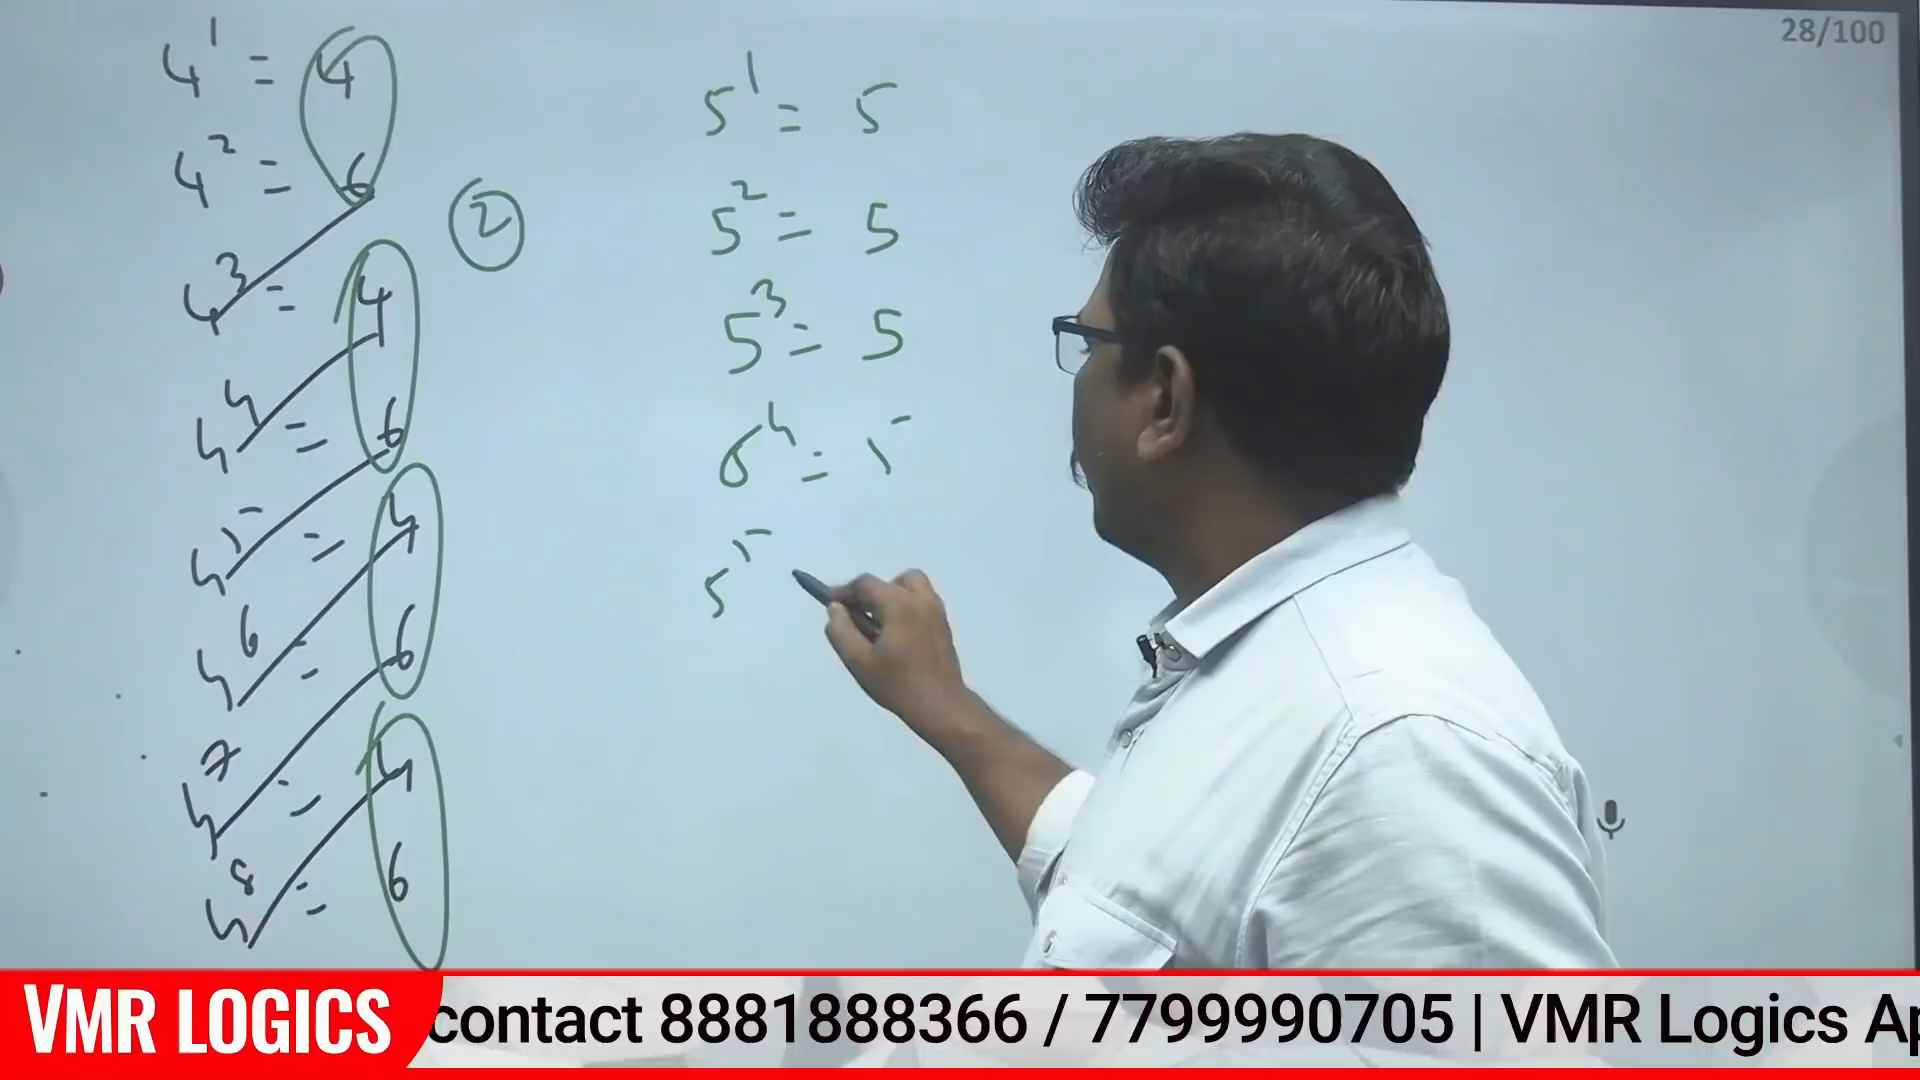 28/100
4¹ = 4
4² = 6
4³ = 4
4⁴ = 6
4⁵ = 4
4⁶ = 6
4⁷ = 4
4⁸ = 6
2
5¹ = 5
5² = 5
5³ = 5
5⁴ = 5
5⁵
VMR LOGICS contact 8881888366 / 7799990705 | VMR Logics Ap